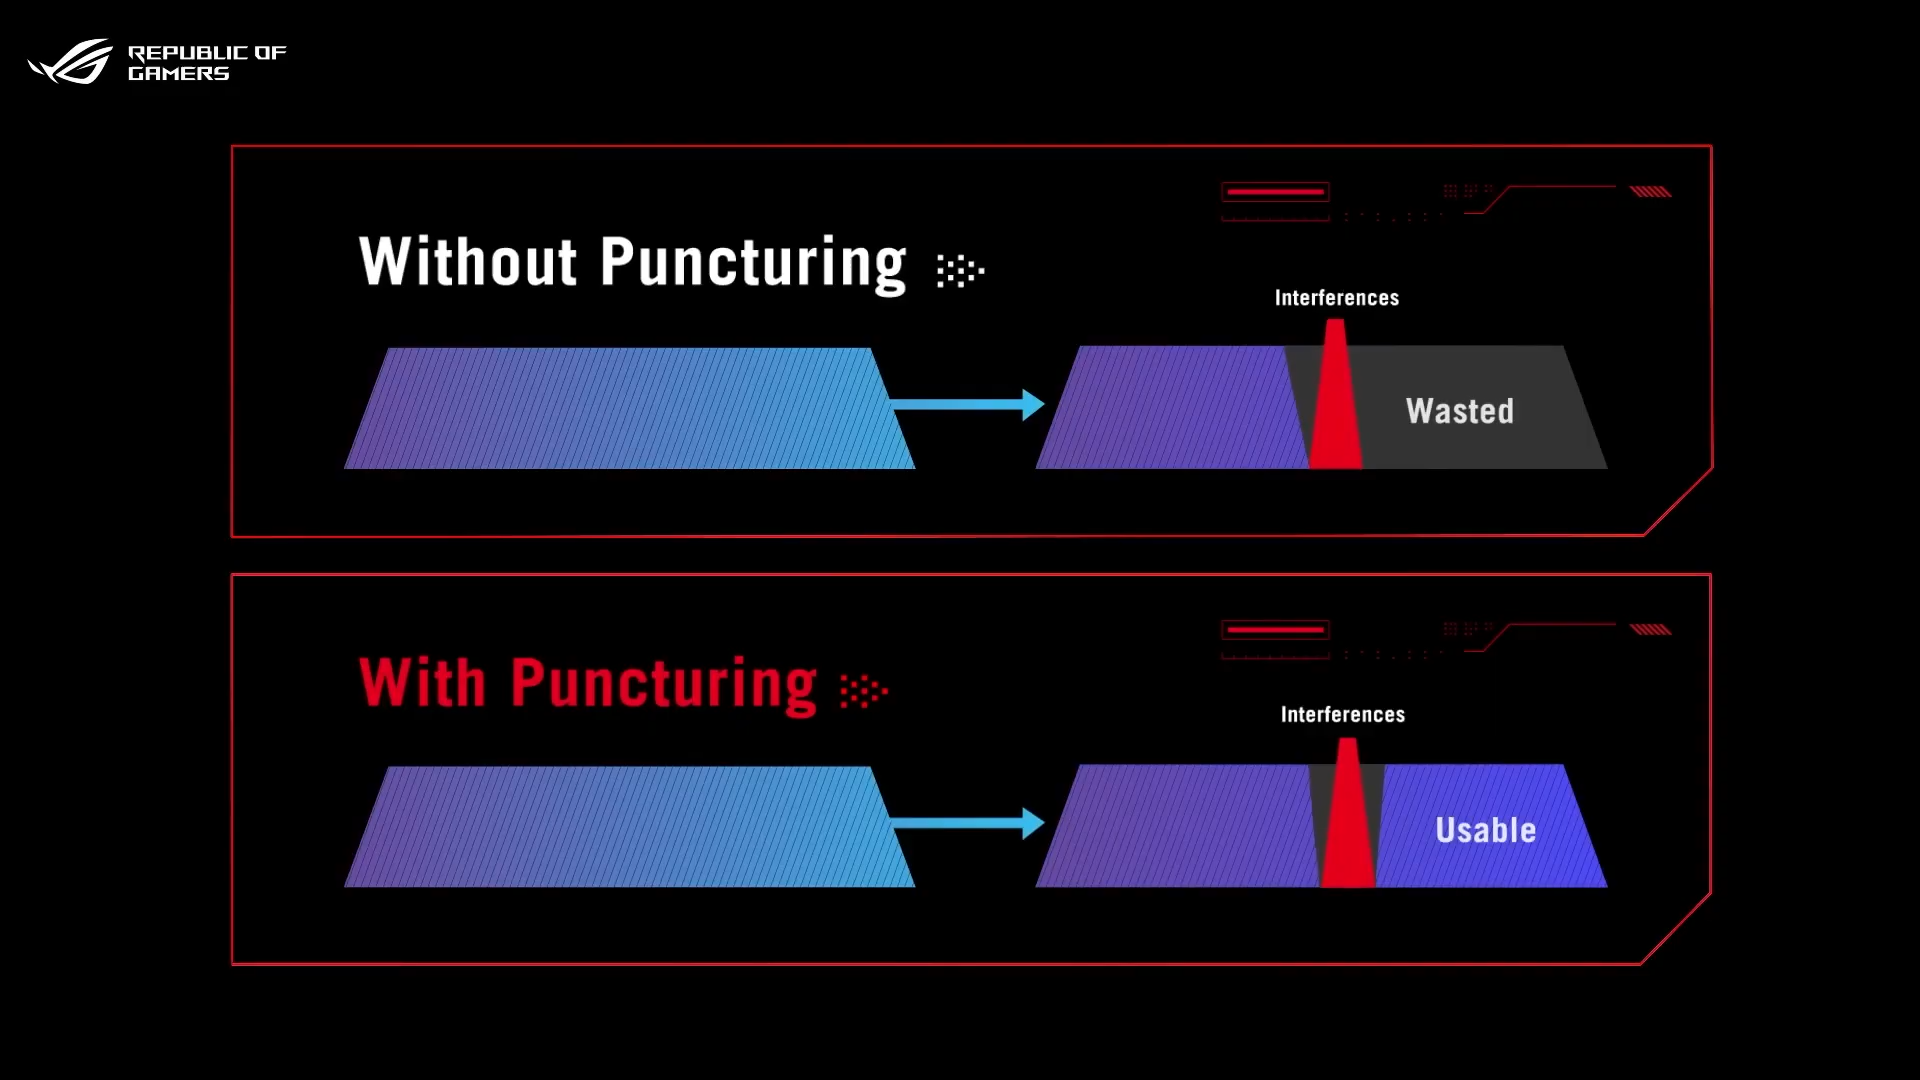 REPUBLIC OF
GAMERS
Without Puncturing
Interferences
Wasted
With Puncturing
Interferences
Usable